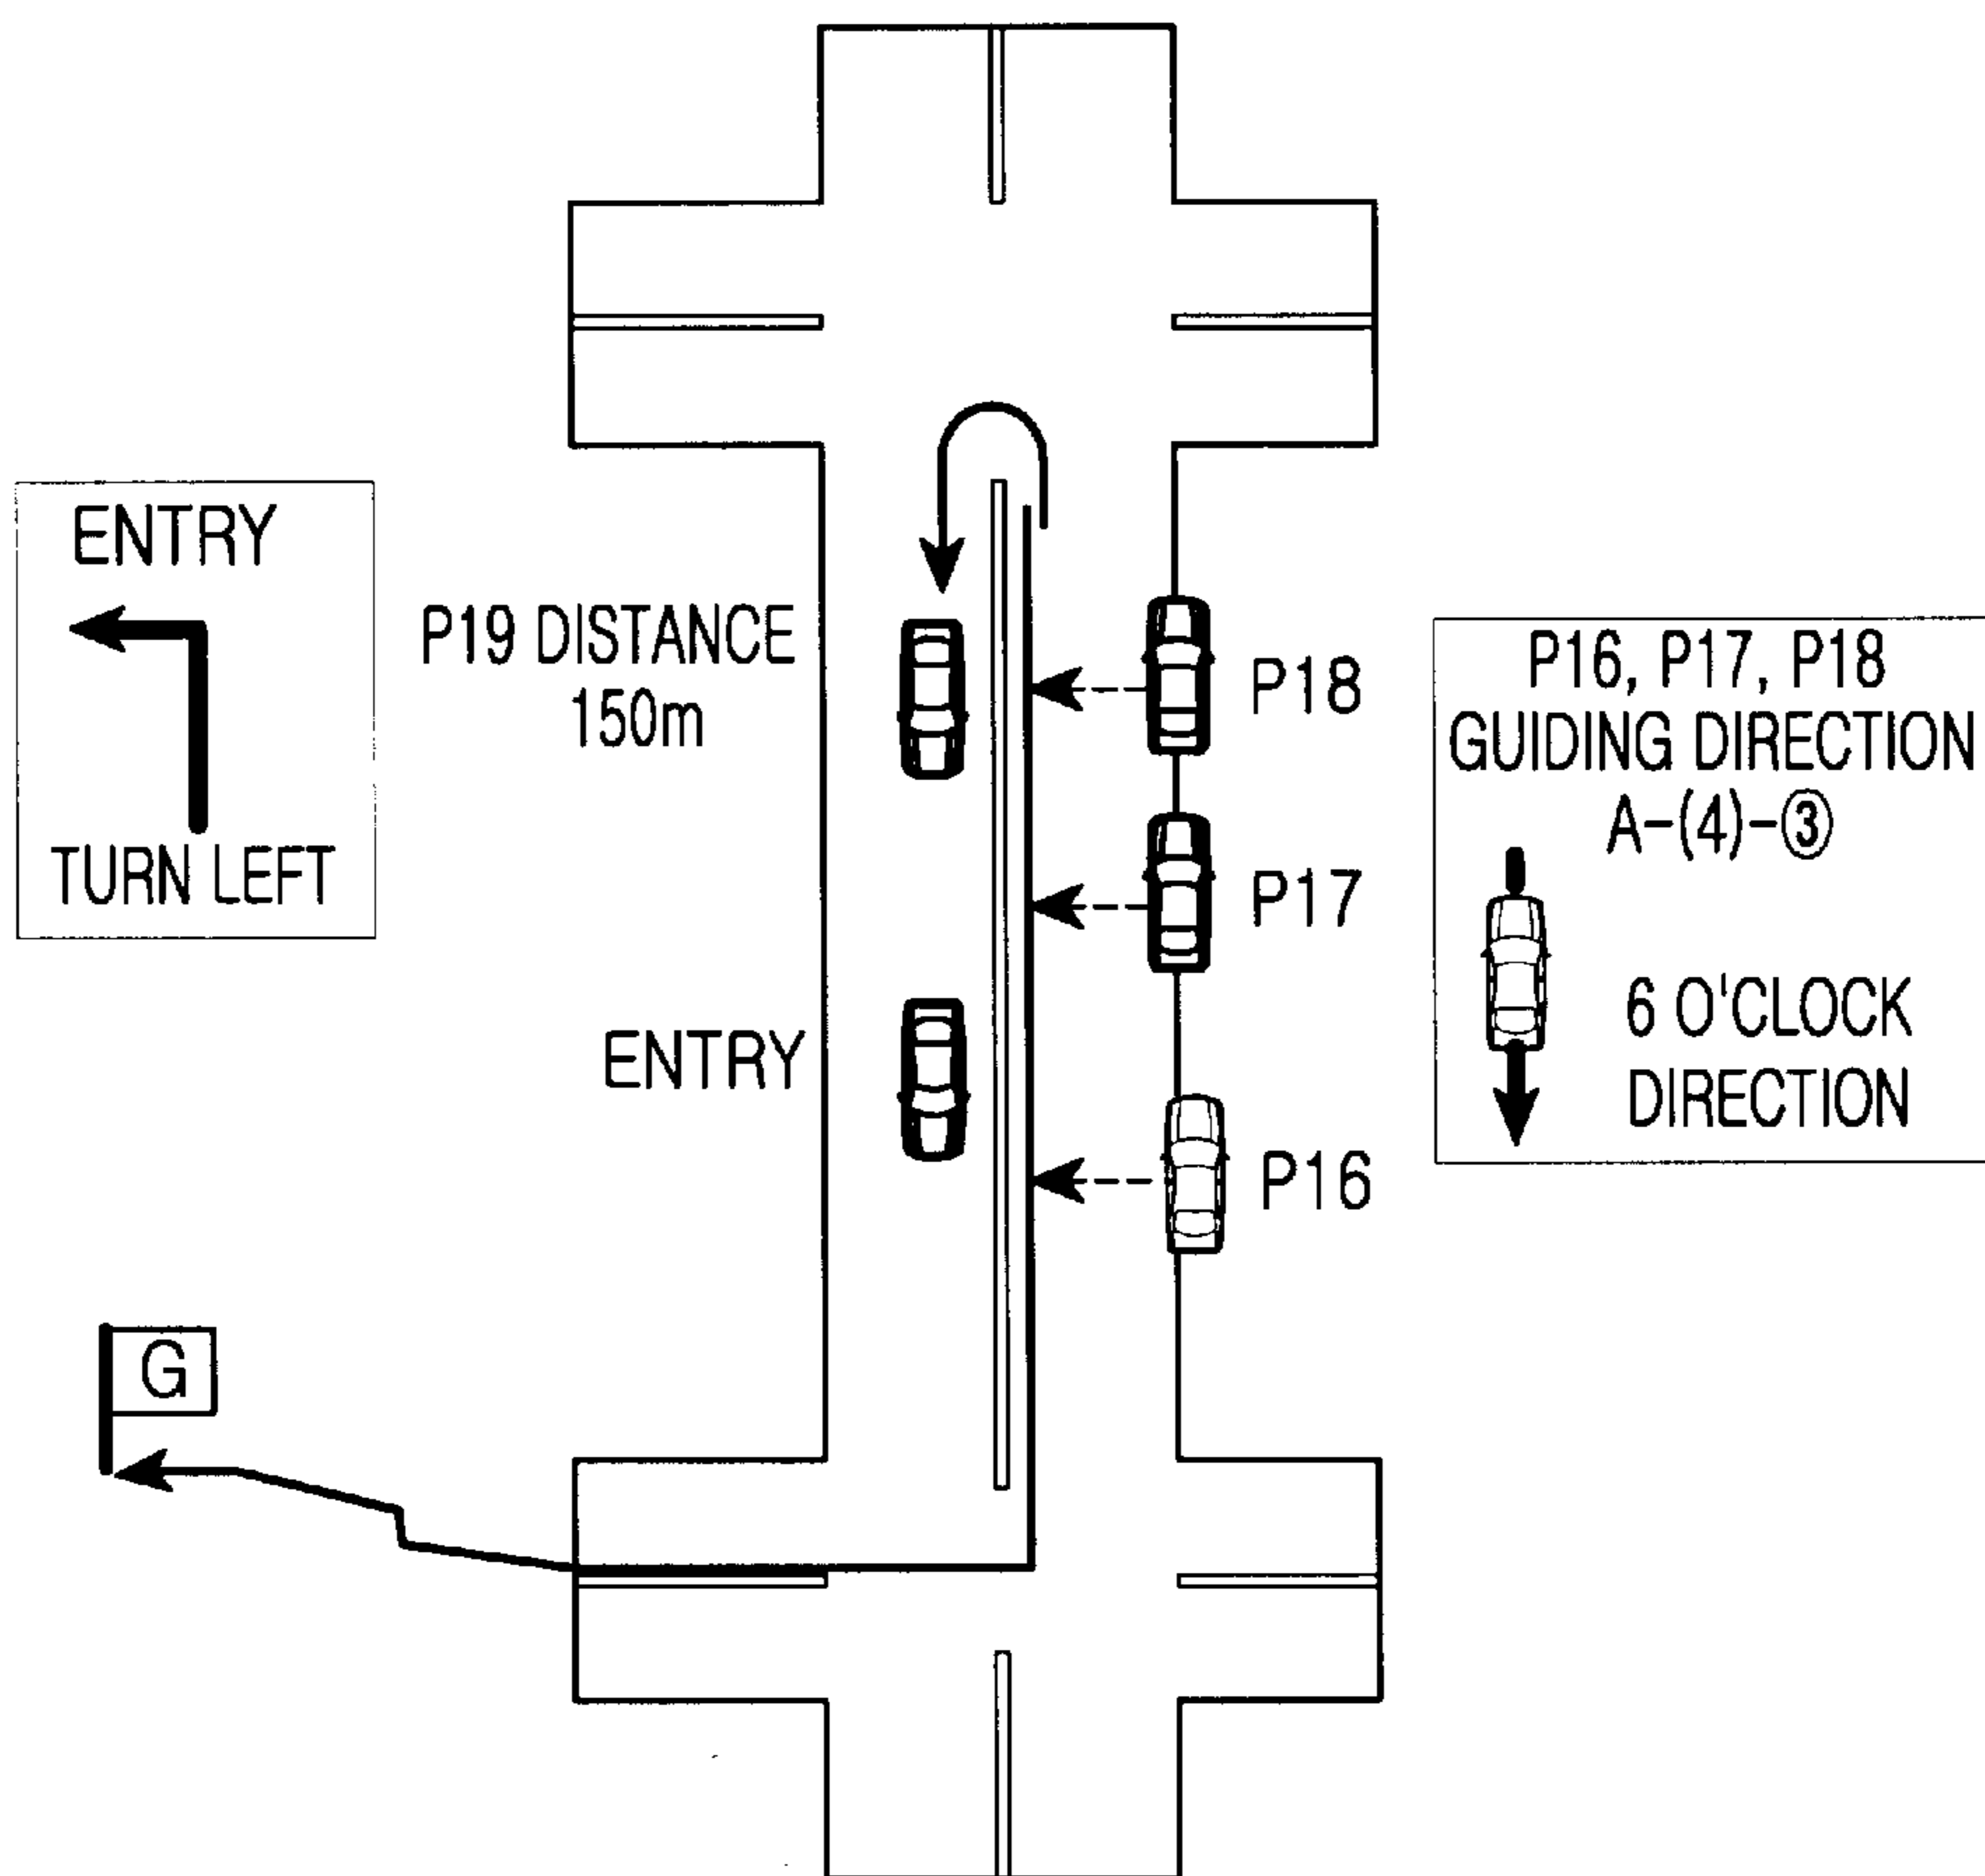 ENTRY
TURN LEFT
P19 DISTANCE
150m
ENTRY
P18
P17
P16
P16, P17, P18
GUIDING DIRECTION
A-(4)-③
6 O'CLOCK
DIRECTION
G